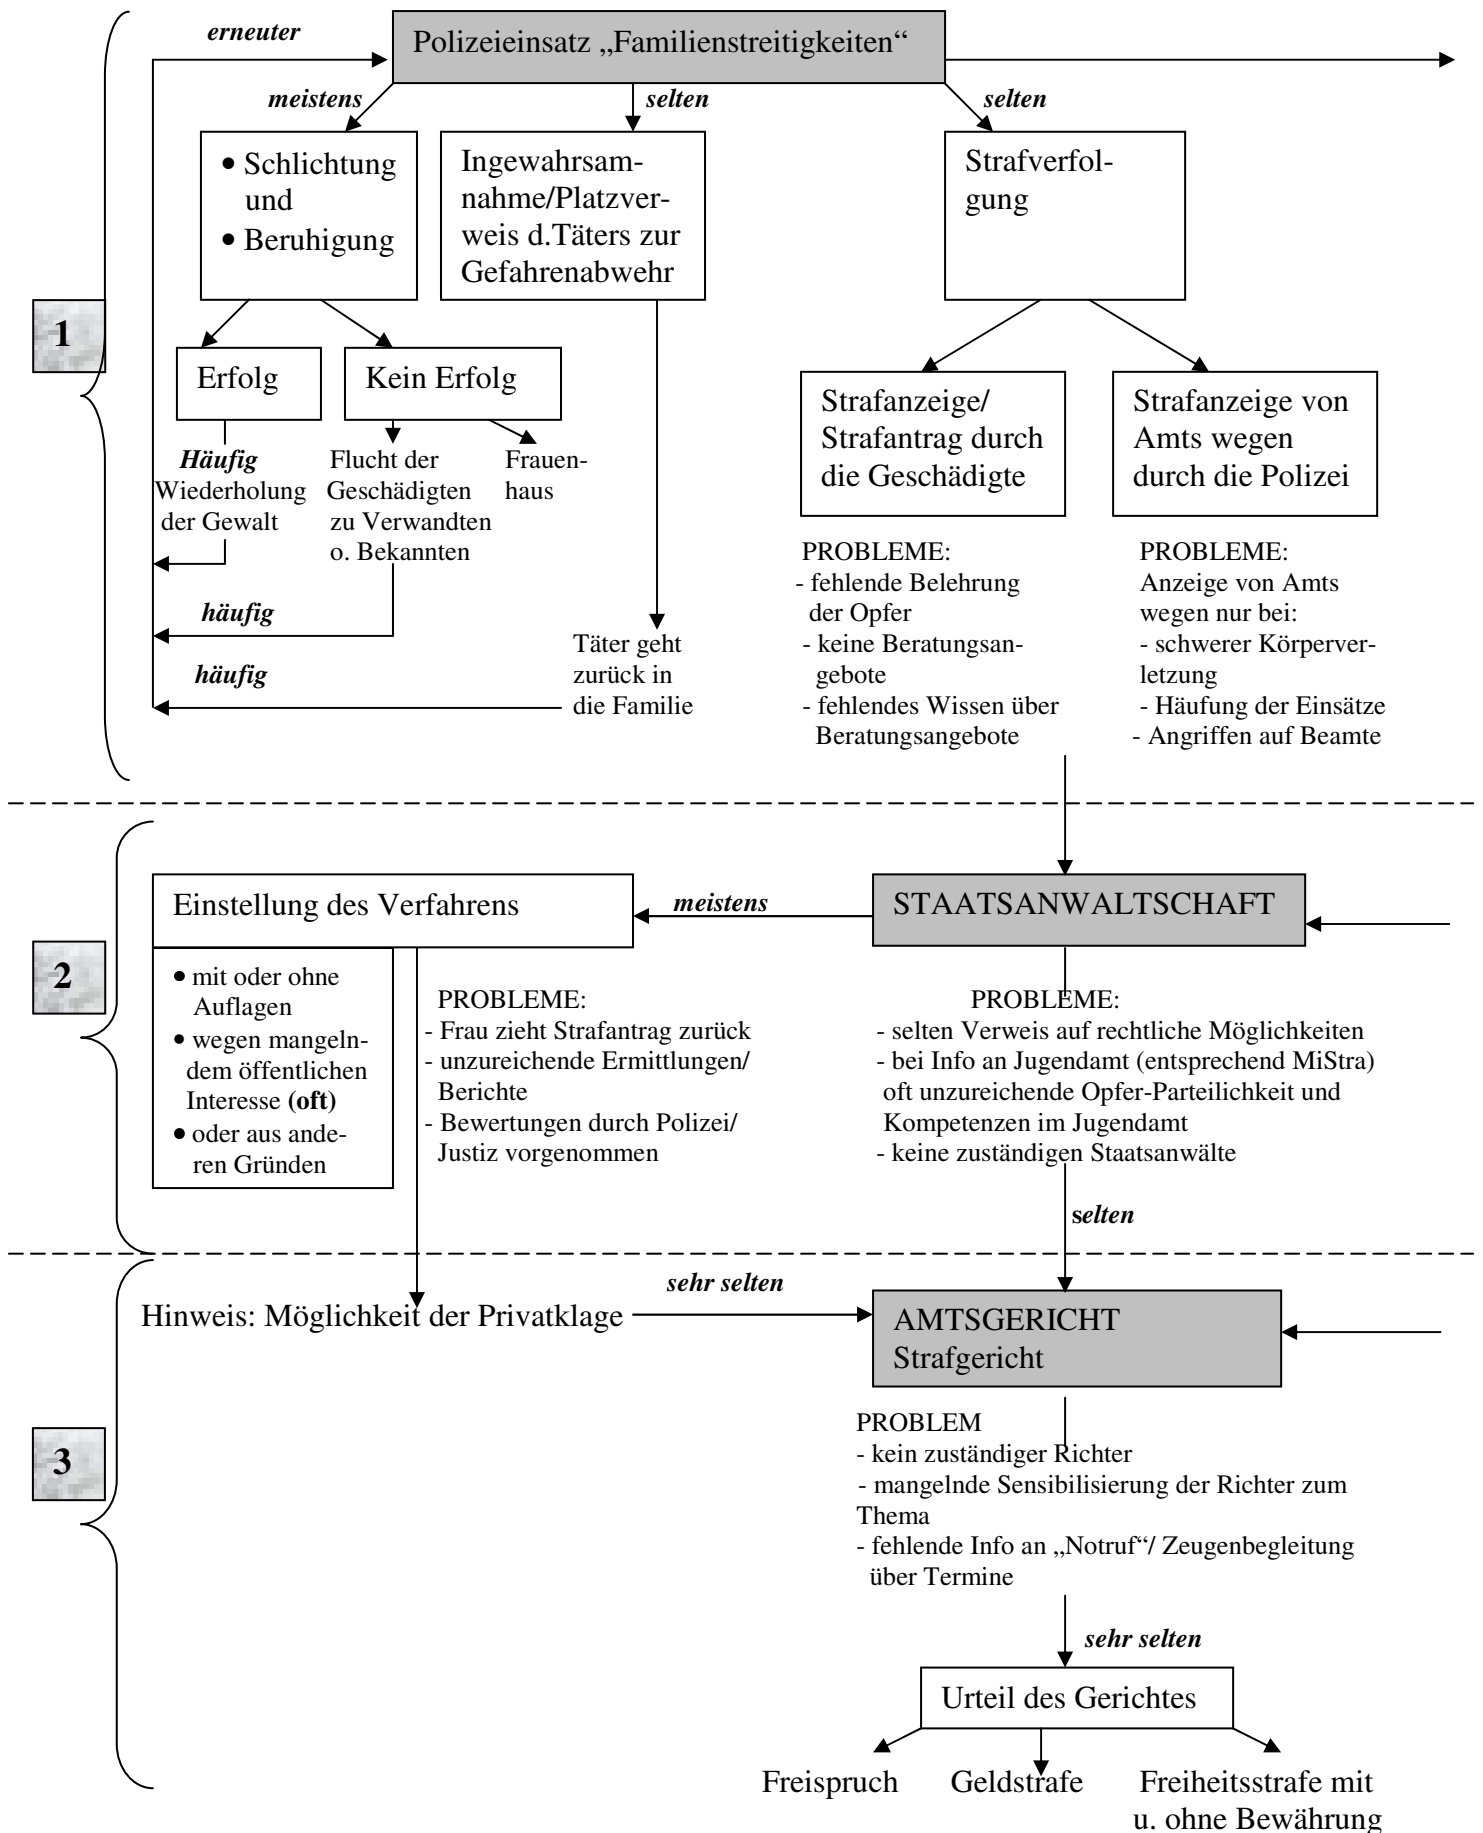 erneuter
Polizeieinsatz „Familienstreitigkeiten“
meistens
selten
selten
• Schlichtung
und
• Beruhigung
Ingewahrsam-
nahme/Platzver-
weis d.Täters zur
Gefahrenabwehr
Strafverfol-
gung
1
Erfolg
Kein Erfolg
Strafanzeige/
Strafantrag durch
die Geschädigte
Strafanzeige von
Amts wegen
durch die Polizei
Häufig
Wiederholung
der Gewalt
Flucht der
Geschädigten
zu Verwandten
o. Bekannten
Frauen-
haus
häufig
häufig
Täter geht
zurück in
die Familie
PROBLEME:
- fehlende Belehrung
der Opfer
- keine Beratungsan-
gebote
- fehlendes Wissen über
Beratungsangebote
PROBLEME:
Anzeige von Amts
wegen nur bei:
- schwerer Körperver-
letzung
- Häufung der Einsätze
- Angriffen auf Beamte
2
Einstellung des Verfahrens
meistens
STAATSANWALTSCHAFT
• mit oder ohne
Auflagen
• wegen mangeln-
dem öffentlichen
Interesse (oft)
• oder aus ande-
ren Gründen
PROBLEME:
- Frau zieht Strafantrag zurück
- unzureichende Ermittlungen/
Berichte
- Bewertungen durch Polizei/
Justiz vorgenommen
PROBLEME:
- selten Verweis auf rechtliche Möglichkeiten
- bei Info an Jugendamt (entsprechend MiStra)
oft unzureichende Opfer-Parteilichkeit und
Kompetenzen im Jugendamt
- keine zuständigen Staatsanwälte
selten
3
Hinweis: Möglichkeit der Privatklage
sehr selten
AMTSGERICHT
Strafgericht
PROBLEM
- kein zuständiger Richter
- mangelnde Sensibilisierung der Richter zum
Thema
- fehlende Info an „Notruf“/ Zeugenbegleitung
über Termine
sehr selten
Urteil des Gerichtes
Freispruch
Geldstrafe
Freiheitsstrafe mit
u. ohne Bewährung